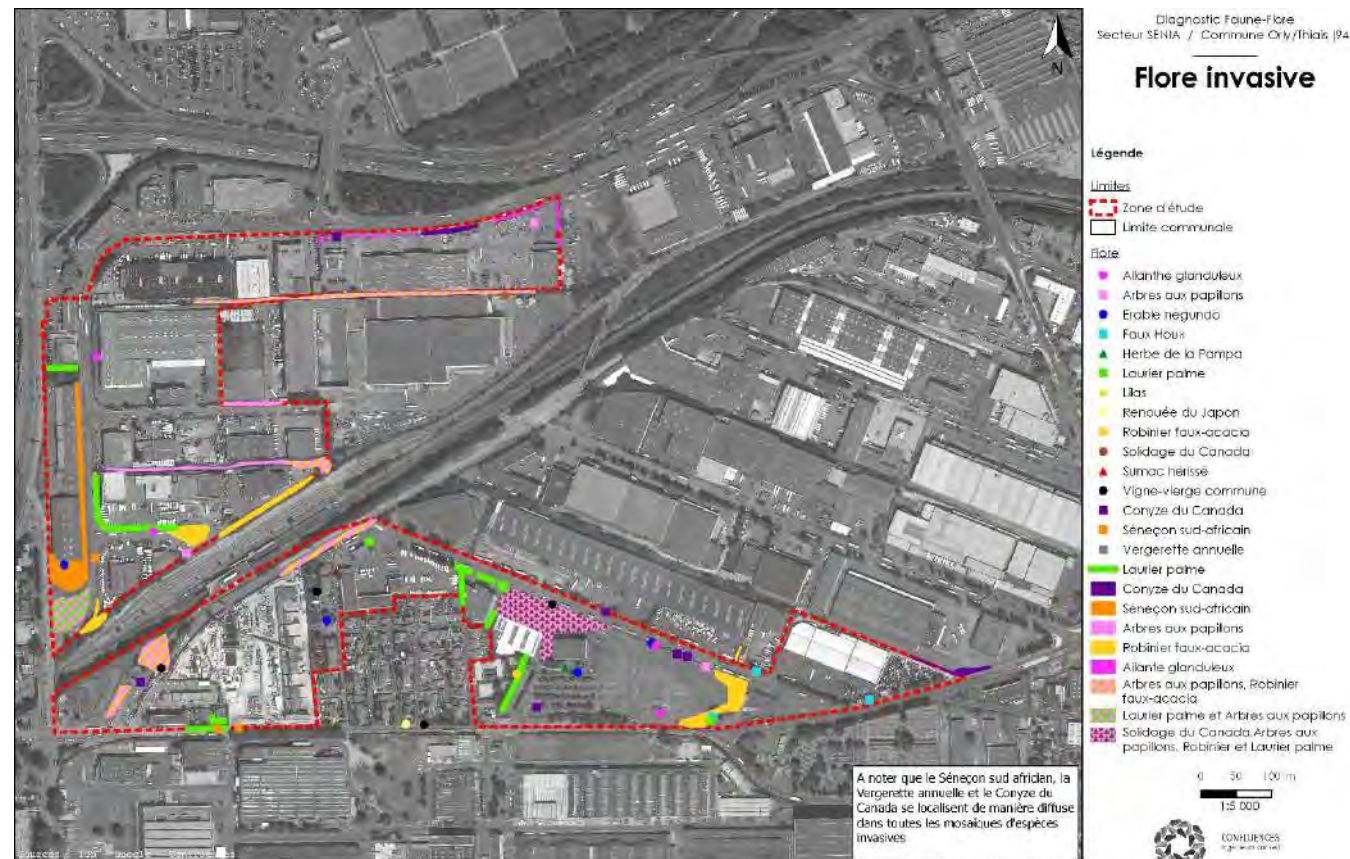 Diagnostic Faune-Flore
Secteur SENIA / Commune Orly/Thiais (94
Flore invasive
N
Légende
Limites
Zone d'étude
Limite communale
Flore
Ailanthe glanduleux
Arbres aux papillons
Erable negundo
Faux Houx
Herbe de la Pampa
Laurier palme
Lilas
Renouée du Japon
Robinier faux-acacia
Solidage du Canada
Sumac hérissé
Vigne-vierge commune
Conyze du Canada
Séneçon sud-africain
Vergerette annuelle
Laurier palme
Conyze du Canada
Séneçon sud-africain
Arbres aux papillons
Robinier faux-acacia
Ailante glanduleux
Arbres aux papillons, Robinier
faux-acacia
Laurier palme et Arbres aux papillons
Solidage du Canada,Arbres aux
papillons, Robinier et Laurier palme
0 50 100 m
1:5 000
CONFLUENCES
A noter que le Séneçon sud africian, la
Vergerette annuelle et le Conyze du
Canada se localisent de manière diffuse
dans toutes les mosaïques d'espèces
invasives